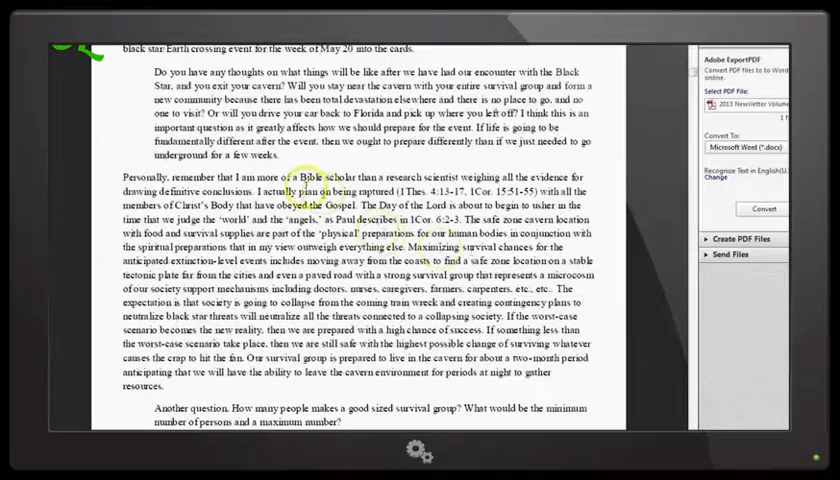 black star Earth crossing event for the week of May 20 into the cards.
Do you have any thoughts on what things will be like after we have had our encounter with the Black
Star, and you exit your cavern? Will you stay near the cavern with your entire survival group and form a
new community because there has been total devastation elsewhere and there is no place to go, and no
one to visit? Or will you drive your car back to Florida and pick up where you left off? I think this is an
important question as it greatly affects how we should prepare for the event. If life is going to be
fundamentally different after the event, then we ought to prepare differently than if we just needed to go
underground for a few weeks.
Personally, remember that I am more of a Bible scholar than a research scientist weighing all the evidence for
drawing definitive conclusions. I actually plan on being raptured (1Thes. 4:13-17, 1Cor. 15:51-55) with all the
members of Christ's Body that have obeyed the Gospel. The Day of the Lord is about to begin to usher in the
time that we judge the 'world' and the 'angels,' as Paul describes in 1Cor. 6:2-3. The safe zone cavern location
with food and survival supplies are part of the 'physical' preparations for our human bodies in conjunction with
the spiritual preparations that in my view outweigh everything else. Maximizing survival chances for the
anticipated extinction-level events includes moving away from the coasts to find a safe zone location on a stable
tectonic plate far from the cities and even a paved road with a strong survival group that represents a microcosm
of our society support mechanisms including doctors, nurses, caregivers, farmers, carpenters, etc., etc.. The
expectation is that society is going to collapse from the coming train wreck and creating contingency plans to
neutralize black star threats will neutralize all the threats connected to a collapsing society. If the worst-case
scenario becomes the new reality, then we are prepared with a high chance of success. If something less than
the worst-case scenario take place, then we are still safe with the highest possible change of surviving whatever
causes the crap to hit the fan. Our survival group is prepared to live in the cavern for about a two-month period
anticipating that we will have the ability to leave the cavern environment for periods at night to gather
resources.
Another question. How many people makes a good sized survival group? What would be the minimum
number of persons and a maximum number?
Adobe ExportPDF
Convert PDF files to to Word
online.
Select PDF File:
2013 Newsletter Volume
1 f
Convert To:
Microsoft Word (*.docx)
Recognize Text in English(U.
Change
Convert
Create PDF Files
Send Files